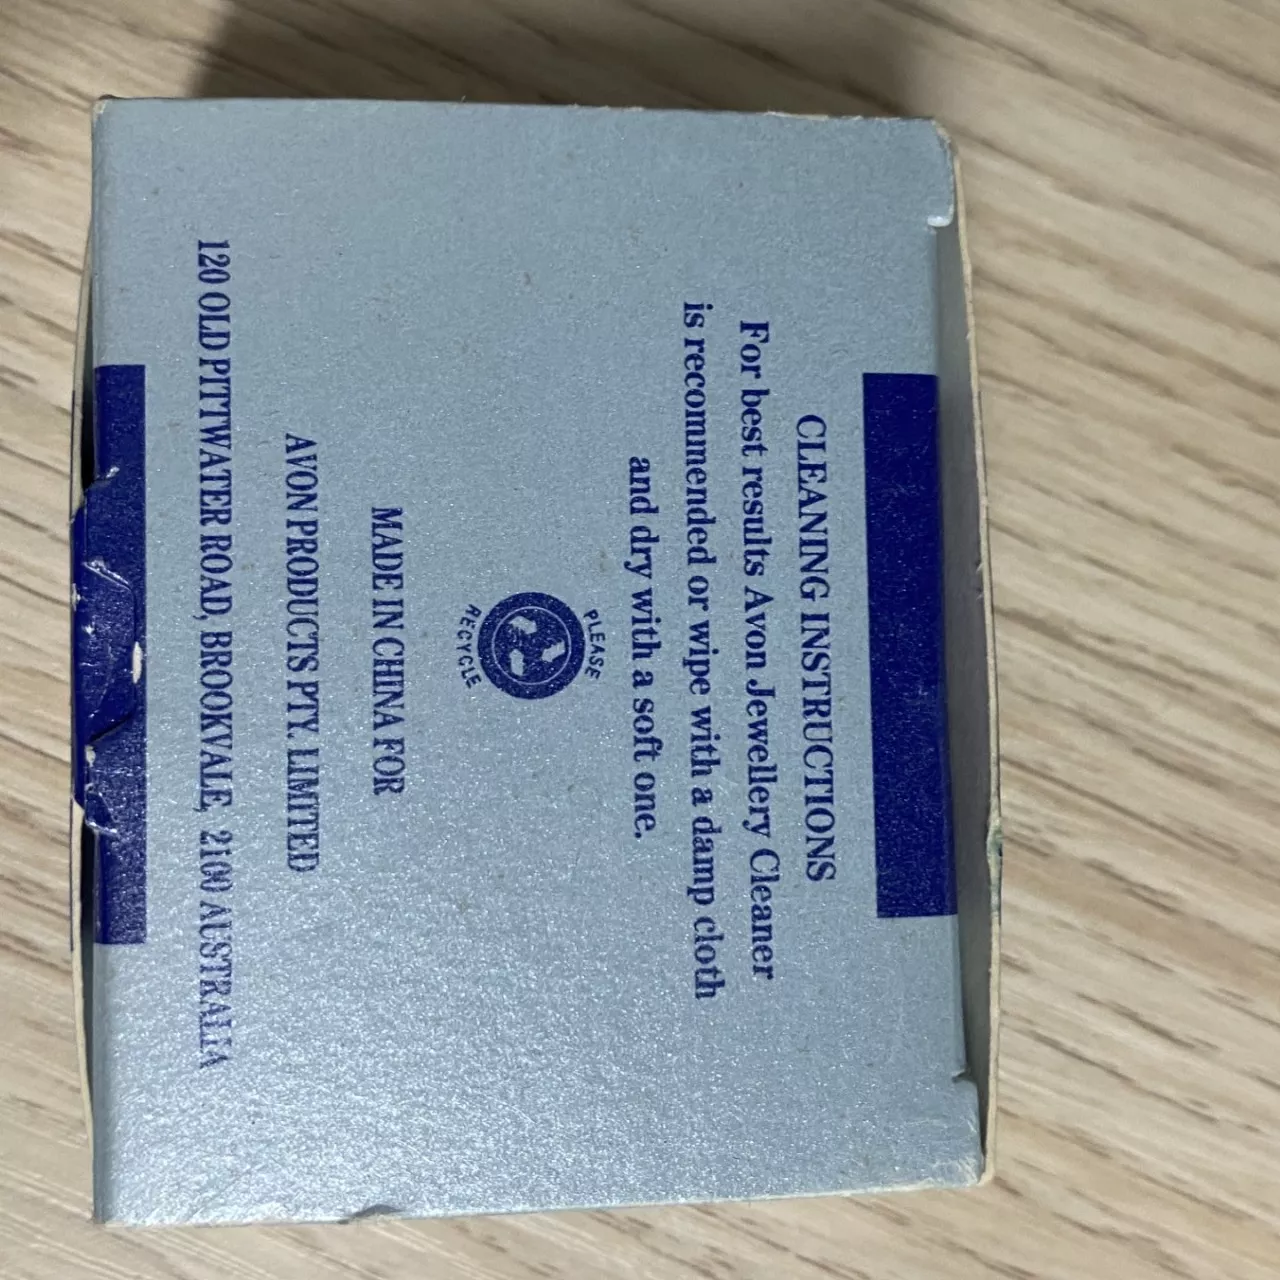 CLEANING INSTRUCTIONS
For best results Avon Jewellery Cleaner
is recommended or wipe with a damp cloth
and dry with a soft one.
PLEASE
RECYCLE
MADE IN CHINA FOR
AVON PRODUCTS PTY. LIMITED
120 OLD PITTWATER ROAD, BROOKVALE, 2100 AUSTRALIA